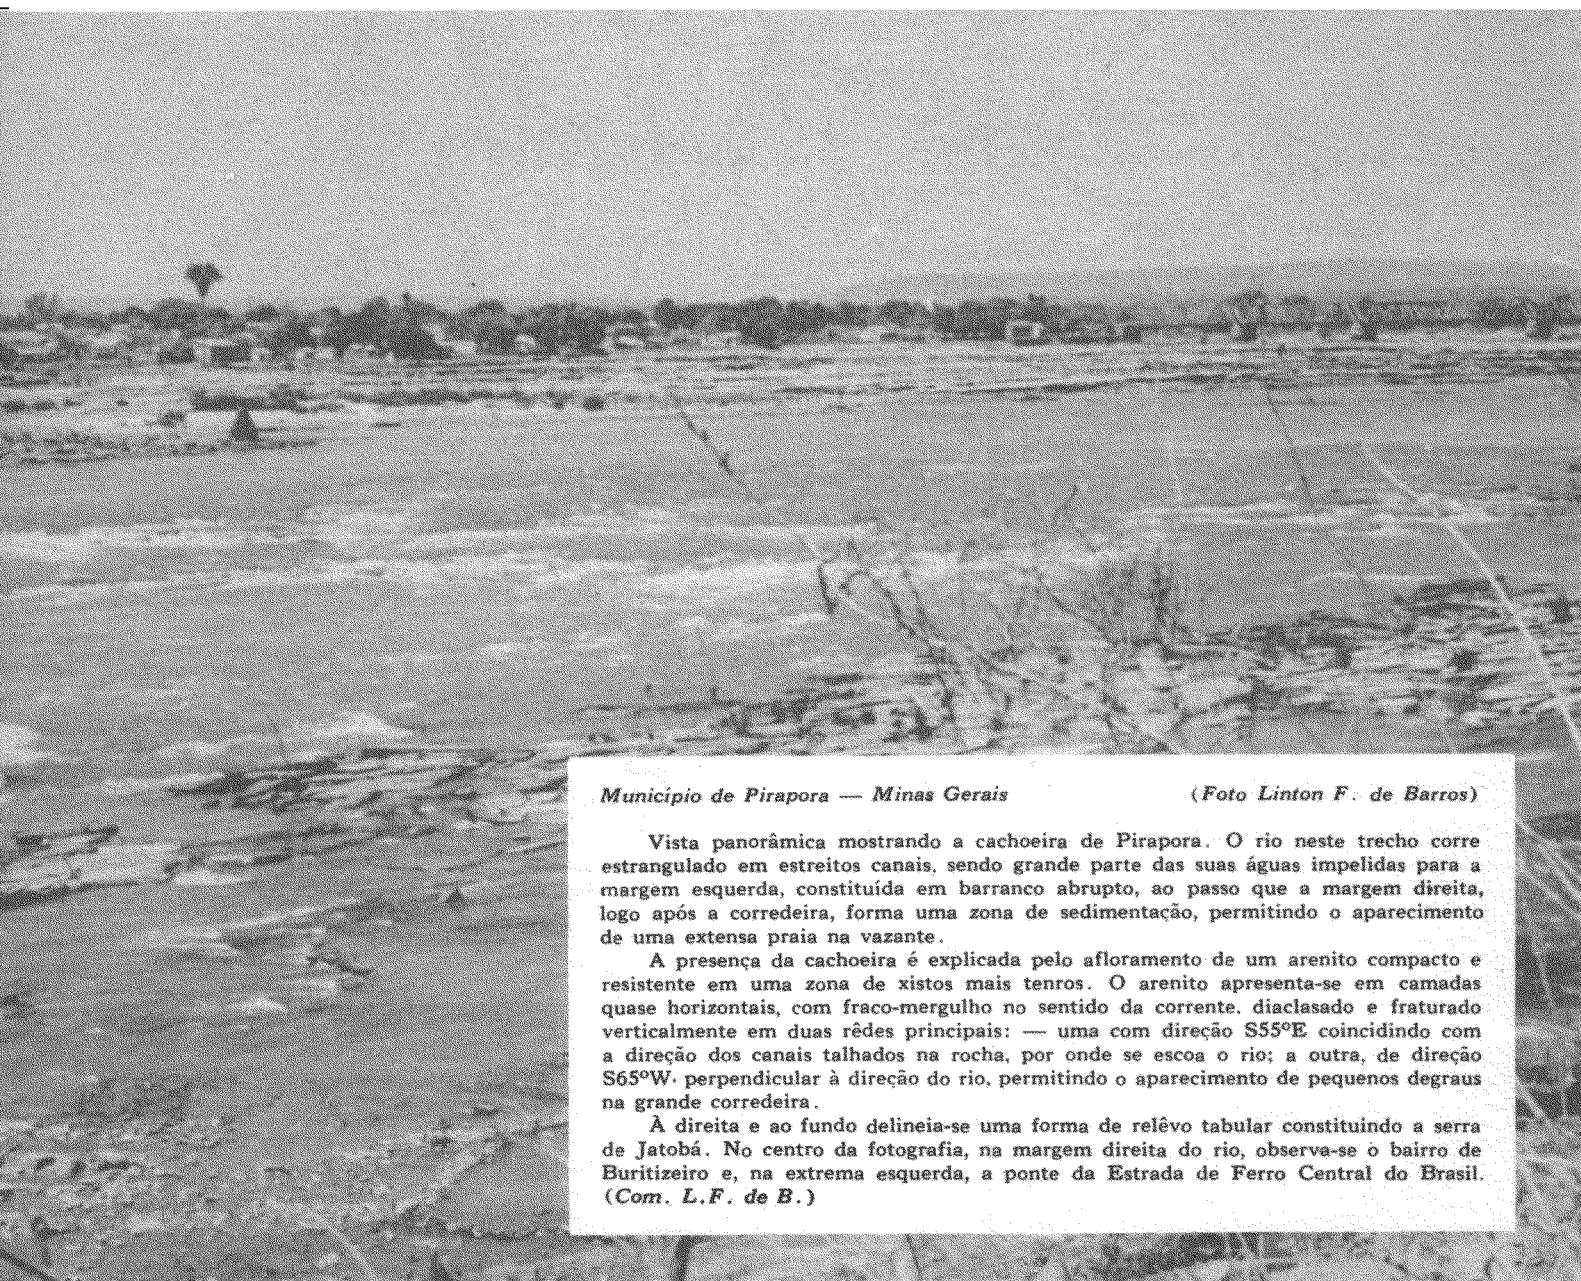 Município de Pirapora — Minas Gerais (Foto Linton F. de Barros)
Vista panorâmica mostrando a cachoeira de Pirapora. O rio neste trecho corre
estrangulado em estreitos canais, sendo grande parte das suas águas impelidas para a
margem esquerda, constituída em barranco abrupto, ao passo que a margem direita,
logo após a corredeira, forma uma zona de sedimentação, permitindo o aparecimento
de uma extensa praia na vazante.
A presença da cachoeira é explicada pelo afloramento de um arenito compacto e
resistente em uma zona de xistos mais tenros. O arenito apresenta-se em camadas
quase horizontais, com fraco-mergulho no sentido da corrente, diaclasado e fraturado
verticalmente em duas rêdes principais: — uma com direção S55ºE coincidindo com
a direção dos canais talhados na rocha, por onde se escoa o rio; a outra, de direção
S65ºW. perpendicular à direção do rio, permitindo o aparecimento de pequenos degraus
na grande corredeira.
À direita e ao fundo delineia-se uma forma de relêvo tabular constituindo a serra
de Jatobá. No centro da fotografia, na margem direita do rio, observa-se o bairro de
Buritizeiro e, na extrema esquerda, a ponte da Estrada de Ferro Central do Brasil.
(Com. L.F. de B.)